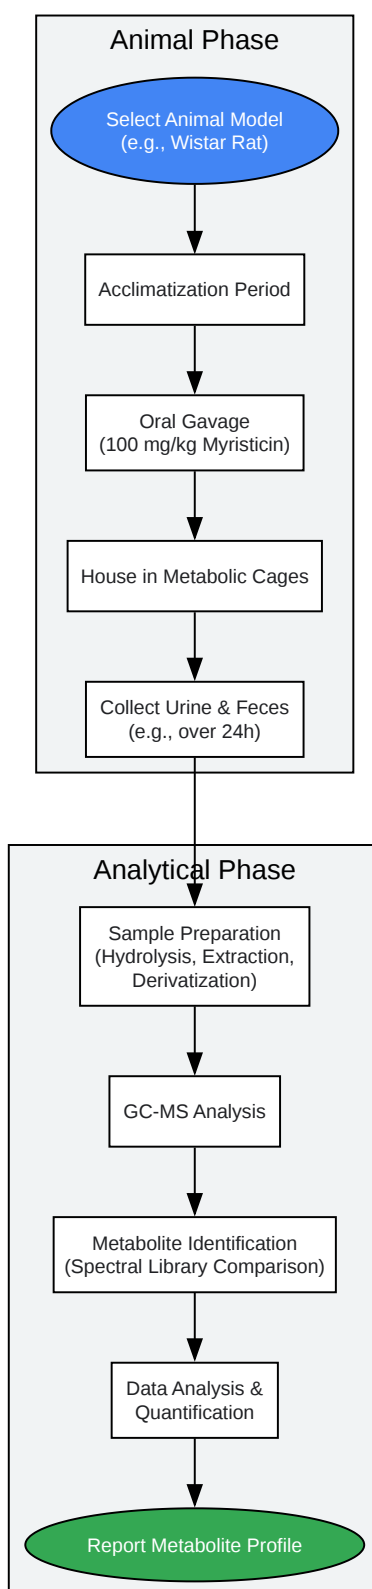 Animal Phase
Select Animal Model
(e.g., Wistar Rat)
Acclimatization Period
Oral Gavage
(100 mg/kg Myristicin)
House in Metabolic Cages
Collect Urine & Feces
(e.g., over 24h)
Analytical Phase
Sample Preparation
(Hydrolysis, Extraction,
Derivatization)
GC-MS Analysis
Metabolite Identification
(Spectral Library Comparison)
Data Analysis &
Quantification
Report Metabolite Profile